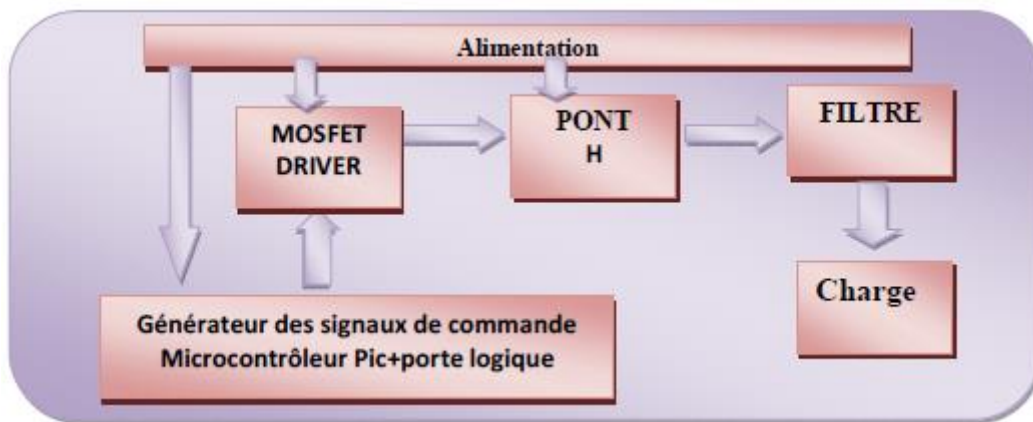 Alimentation
MOSFET
DRIVER
PONT
H
FILTRE
Charge
Générateur des signaux de commande
Microcontrôleur Pic+porte logique